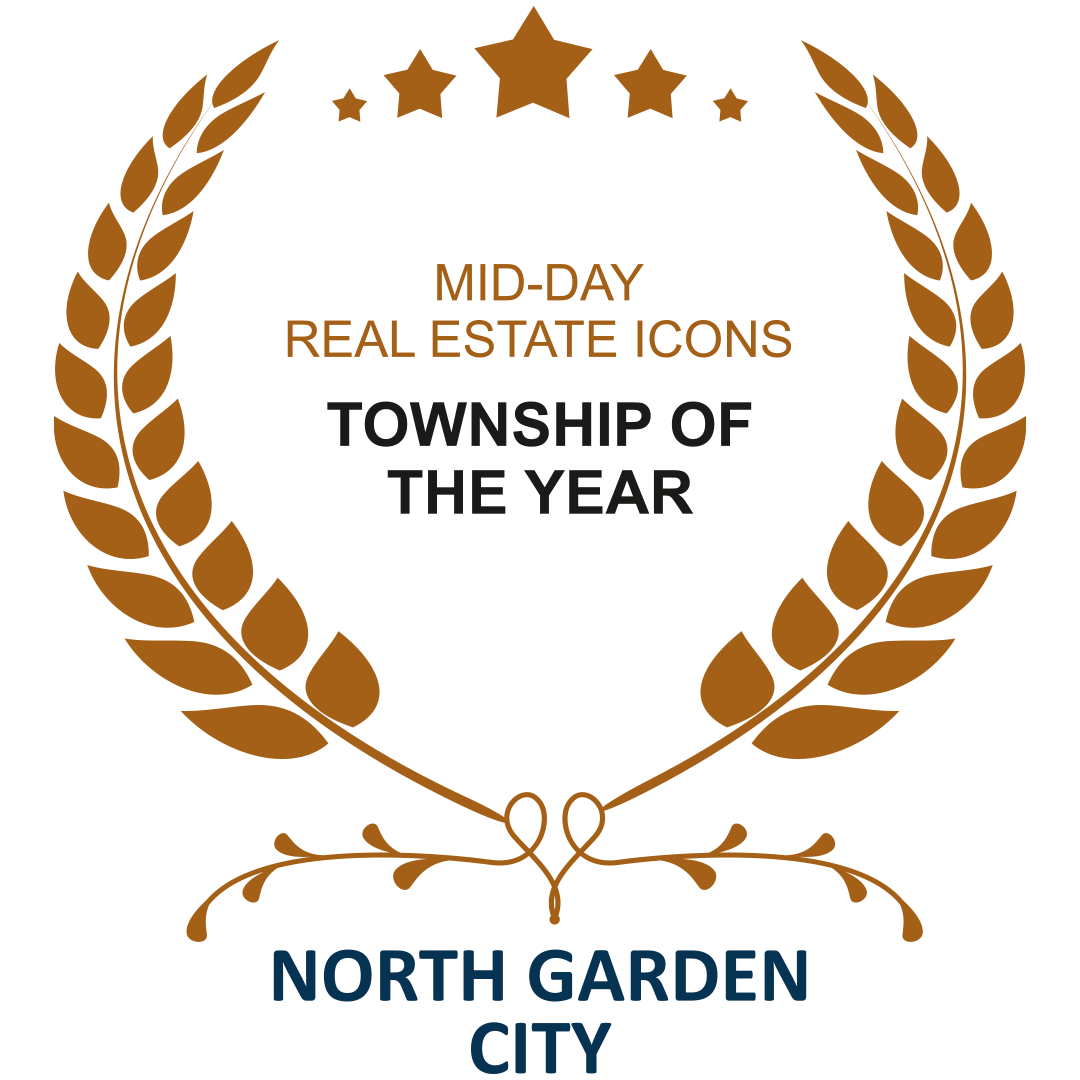 MID-DAY
REAL ESTATE ICONS
TOWNSHIP OF
THE YEAR
NORTH GARDEN
CITY